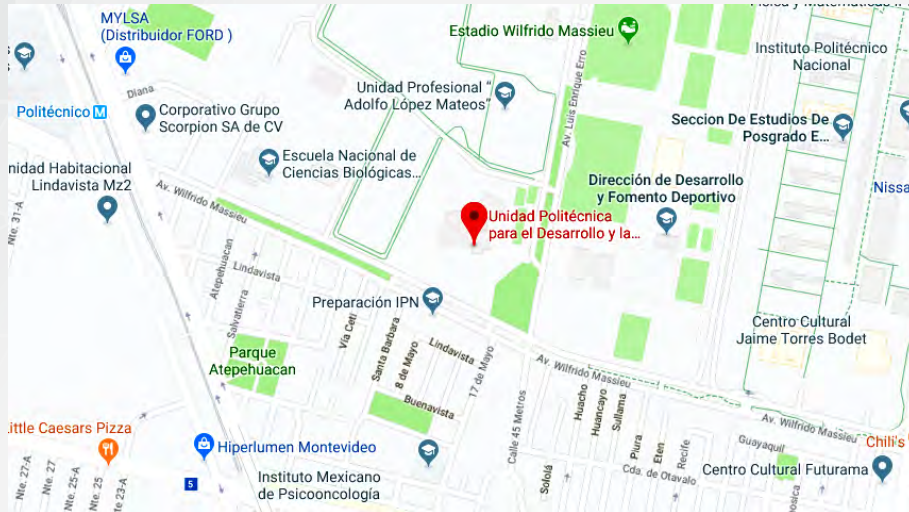 MYLSA
(Distribuidor FORD )
Estadio Wilfrido Massieu
Instituto Politécnico
Nacional
Unidad Profesional "
Adolfo López Mateos"
Av. Luis Enrique Erro
Diana
Politécnico M
Corporativo Grupo
Scorpion SA de CV
Seccion De Estudios De
Posgrado E...
Escuela Nacional de
Ciencias Biológicas...
nidad Habitacional
Lindavista Mz2
Av. Wilfrido Massieu
Dirección de Desarrollo
y Fomento Deportivo
Nissa
Unidad Politécnica
para el Desarrollo y la...
Nte. 31-A
Atepehuacan
Lindavista
Salvatierra
Preparación IPN
Vía Ceti
Santa Barbara
8 de Mayo
Lindavista
17 de Mayo
Centro Cultural
Jaime Torres Bodet
Parque
Atepehuacan
Av. Wilfrido Massieu
Buenavista
Calle 45 Metros
Huacho
Huancayo
Sullama
Av. Wilfrido Massieu
Little Caesars Pizza
Hiperlumen Montevideo
Guayaquil
Chili's
Piura
Eten
Recife
Centro Cultural Futurama
Cda. de Otavalo
Instituto Mexicano
de Psicooncología
Sololá
Nte. 27-A
Nte. 27
Nte. 25-A
Nte. 25
te 23-A
5